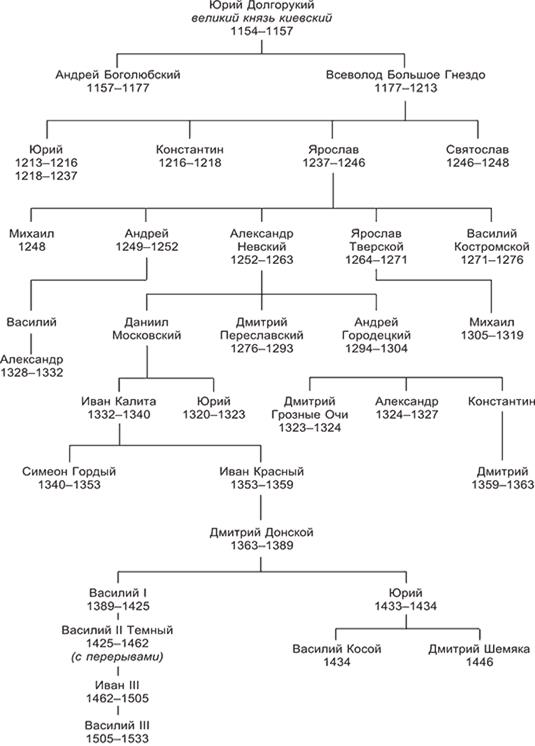 Юрий Долгорукий
великий князь киевский
1154–1157
Андрей Боголюбский
1157–1177
Всеволод Большое Гнездо
1177–1213
Юрий
1213–1216
1218–1237
Константин
1216–1218
Ярослав
1237–1246
Святослав
1246–1248
Михаил
1248
Андрей
1249–1252
Александр
Невский
1252–1263
Ярослав
Тверской
1264–1271
Василий
Костромской
1271–1276
Василий
Александр
1328–1332
Даниил
Московский
Дмитрий
Переславский
1276–1293
Андрей
Городецкий
1294–1304
Михаил
1305–1319
Иван Калита
1332–1340
Юрий
1320–1323
Дмитрий
Грозные Очи
1323–1324
Александр
1324–1327
Константин
Симеон Гордый
1340–1353
Иван Красный
1353–1359
Дмитрий
1359–1363
Дмитрий Донской
1363–1389
Василий I
1389–1425
Юрий
1433–1434
Василий II Темный
1425–1462
(с перерывами)
Василий Косой
1434
Дмитрий Шемяка
1446
Иван III
1462–1505
Василий III
1505–1533